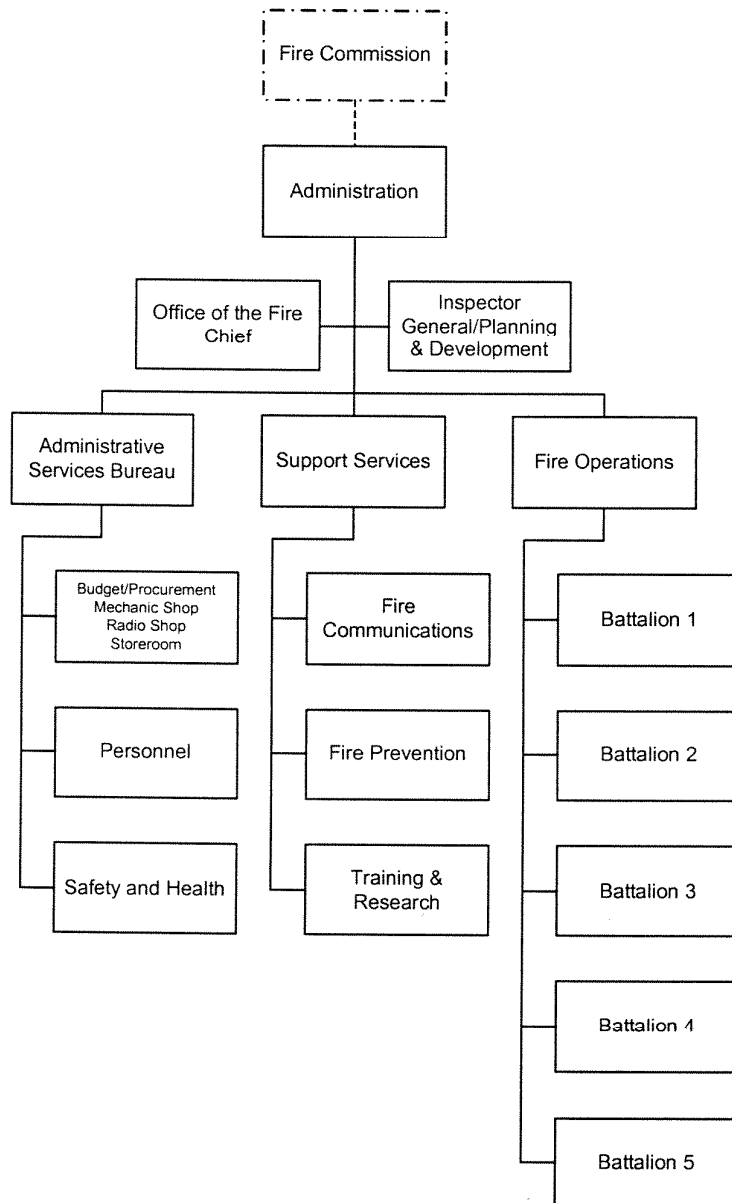 Fire Commission
Administration
Office of the Fire
Chief
Inspector
General/Planning
& Development
Administrative
Services Bureau
Support Services
Fire Operations
Budget/Procurement
Mechanic Shop
Radio Shop
Storeroom
Fire
Communications
Battalion 1
Personnel
Fire Prevention
Battalion 2
Safety and Health
Training &
Research
Battalion 3
Battalion 4
Battalion 5